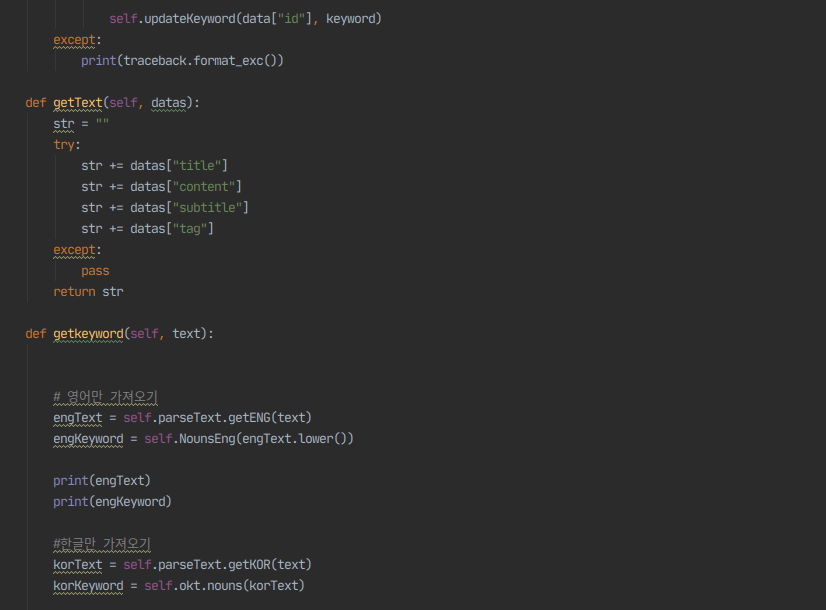 self.updateKeyword(data["id"], keyword)
except:
print(traceback.format_exc())
def getText(self, datas):
str = ""
try:
str += datas["title"]
str += datas["content"]
str += datas["subtitle"]
str += datas["tag"]
except:
pass
return str
def getkeyword(self, text):
# 영어만 가져오기
engText = self.parseText.getENG(text)
engKeyword = self.NounsEng(engText.lower())
print(engText)
print(engKeyword)
#한글만 가져오기
korText = self.parseText.getKOR(text)
korKeyword = self.okt.nouns(korText)